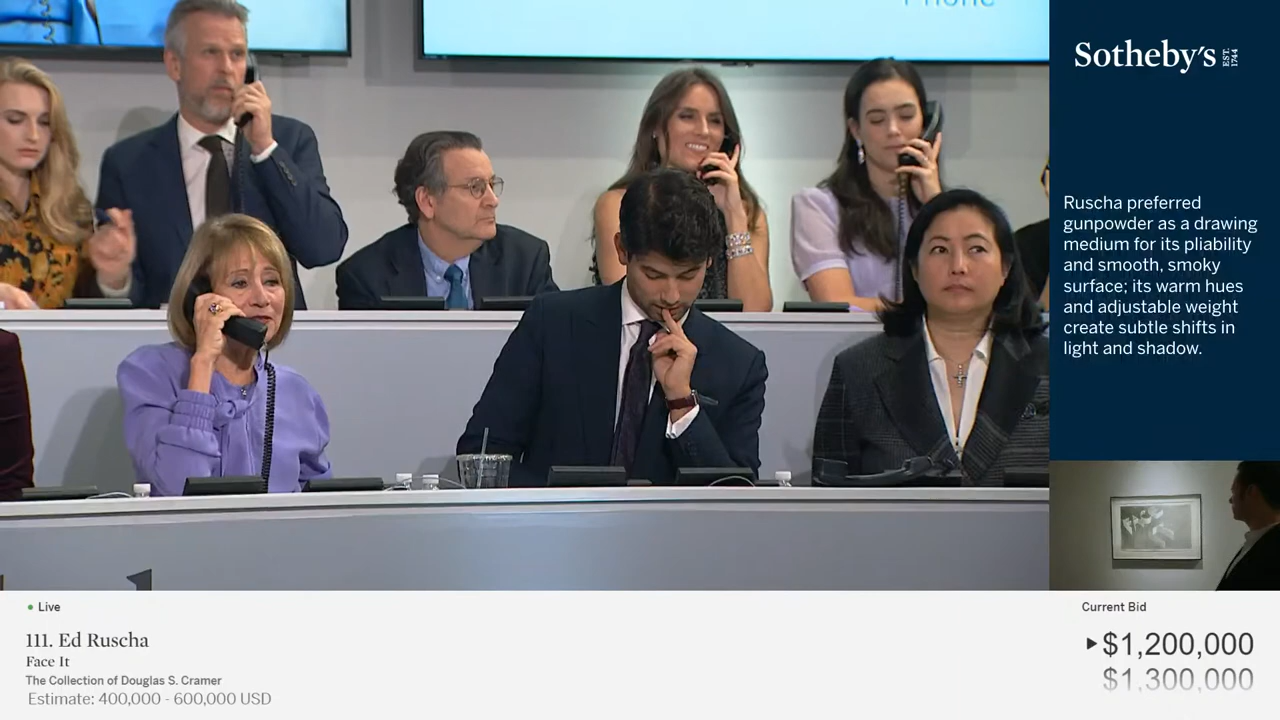 Phone
Sotheby's EST. 1744
Ruscha preferred
gunpowder as a drawing
medium for its pliability
and smooth, smoky
surface; its warm hues
and adjustable weight
create subtle shifts in
light and shadow.
Live
111. Ed Ruscha
Face It
The Collection of Douglas S. Cramer
Estimate: 400,000 - 600,000 USD
Current Bid
$1,200,000
$1,300,000